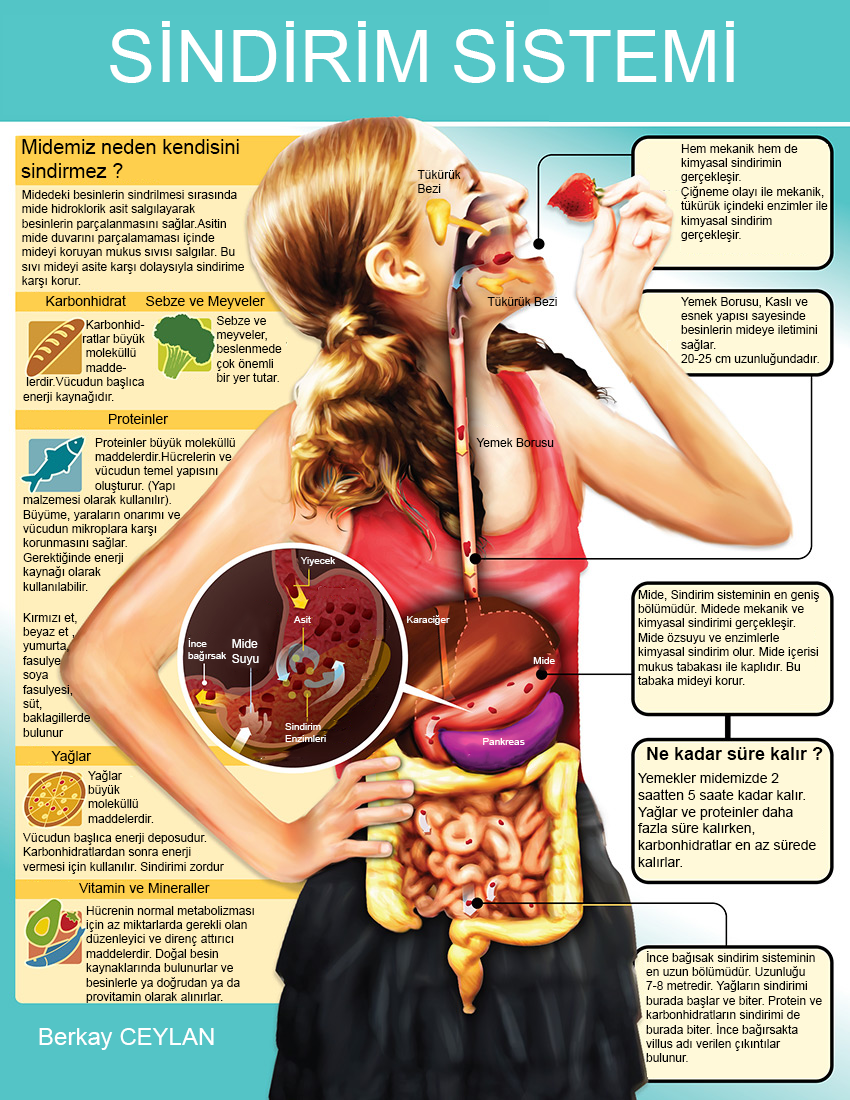 SİNDİRİM SİSTEMİ
Midemiz neden kendisini
sindirmez ?
Midedeki besinlerin sindrilmesi sırasında
mide hidroklorik asit salgılayarak
besinlerin parçalanmasını sağlar.Asitin
mide duvarını parçalamaması içinde
mideyi koruyan mukus sıvısı salgılar. Bu
sıvı mideyi asite karşı dolaysıyla sindirime
karşı korur.
Karbonhidrat
Karbonhid-
ratlar büyük
moleküllü
madde-
lerdir.Vücudun başlıca
enerji kaynağıdır.
Sebze ve Meyveler
Sebze ve
meyveler,
beslenmede
çok önemli
bir yer tutar.
Proteinler
Proteinler büyük moleküllü
maddelerdir.Hücrelerin ve
vücudun temel yapısını
oluşturur. (Yapı
malzemesi olarak kullanılır).
Büyüme, yaraların onarımı ve
vücudun mikroplara karşı
korunmasını sağlar.
Gerektiğinde enerji
kaynağı olarak
kullanılabilir.
Kırmızı et,
beyaz et ,
yumurta,
fasulye
soya
fasulyesi,
süt,
baklagillerde
bulunur
Yağlar
Yağlar
büyük
moleküllü
maddelerdir.
Vücudun başlıca enerji deposudur.
Karbonhidratlardan sonra enerji
vermesi için kullanılır. Sindirimi zordur
Vitamin ve Mineraller
Hücrenin normal metabolizması
için az miktarlarda gerekli olan
düzenleyici ve direnç attırıcı
maddelerdir. Doğal besin
kaynaklarında bulunurlar ve
besinlerle ya doğrudan ya da
provitamin olarak alınırlar.
Berkay CEYLAN
Tükürük
Bezi
Tükürük Bezi
Yemek Borusu
Yiyecek
Asit
İnce
bağırsak
Mide
Suyu
Sindirim
Enzimleri
Karaciğer
Mide
Pankreas
Hem mekanik hem de
kimyasal sindirimin
gerçekleşir.
Çiğneme olayı ile mekanik,
tükürük içindeki enzimler ile
kimyasal sindirim
gerçekleşir.
Yemek Borusu, Kaslı ve
esnek yapısı sayesinde
besinlerin mideye iletimini
sağlar.
20-25 cm uzunluğundadır.
Mide, Sindirim sisteminin en geniş
bölümüdür. Midede mekanik ve
kimyasal sindirimi gerçekleşir.
Mide özsuyu ve enzimlerle
kimyasal sindirim olur. Mide içerisi
mukus tabakası ile kaplıdır. Bu
tabaka mideyi korur.
Ne kadar süre kalır ?
Yemekler midemizde 2
saatten 5 saate kadar kalır.
Yağlar ve proteinler daha
fazla süre kalırken,
karbonhidratlar en az sürede
kalırlar.
İnce bağısak sindirim sisteminin
en uzun bölümüdür. Uzunluğu
7-8 metredir. Yağların sindirimi
burada başlar ve biter. Protein ve
karbonhidratların sindirimi de
burada biter. İnce bağırsakta
villus adı verilen çıkıntılar
bulunur.